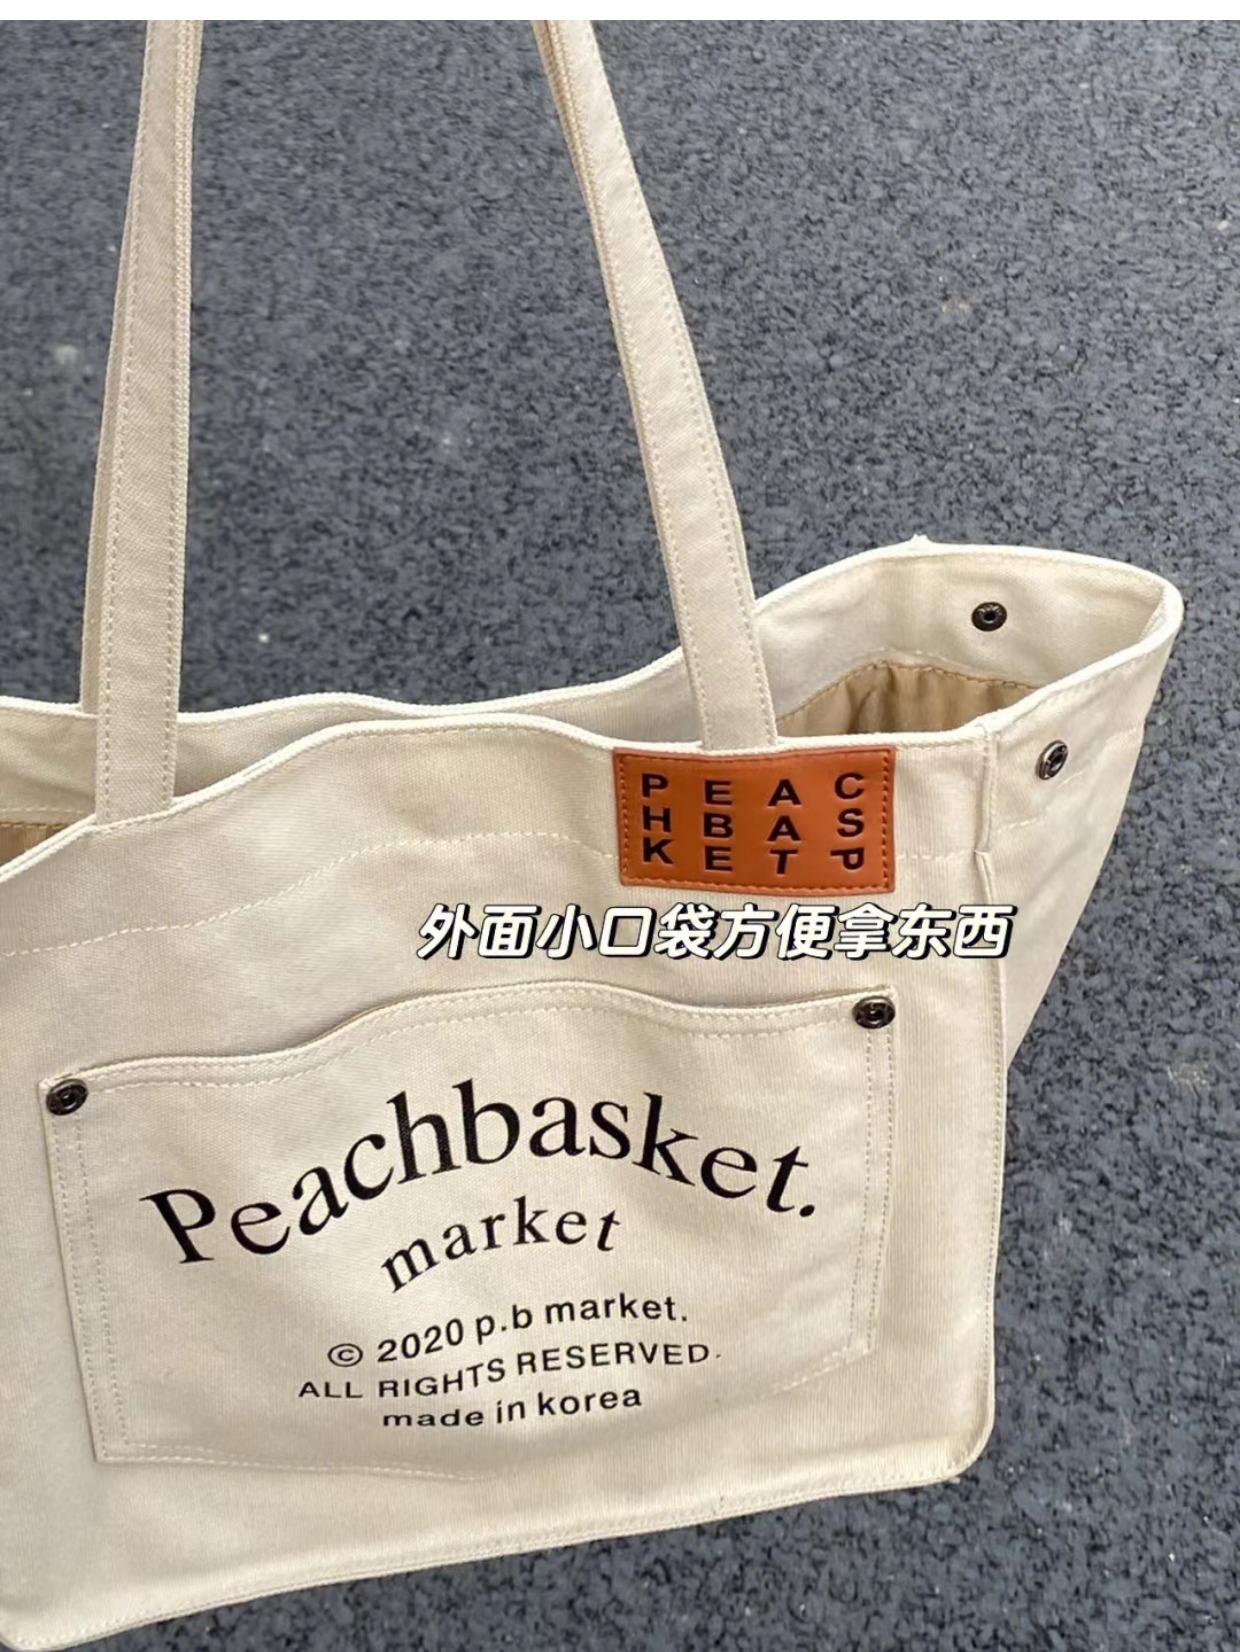 P E A C
H B A S
K E T P
外面小口袋方便拿东西
Peachbasket.
market
© 2020 p.b market.
ALL RIGHTS RESERVED.
made in korea